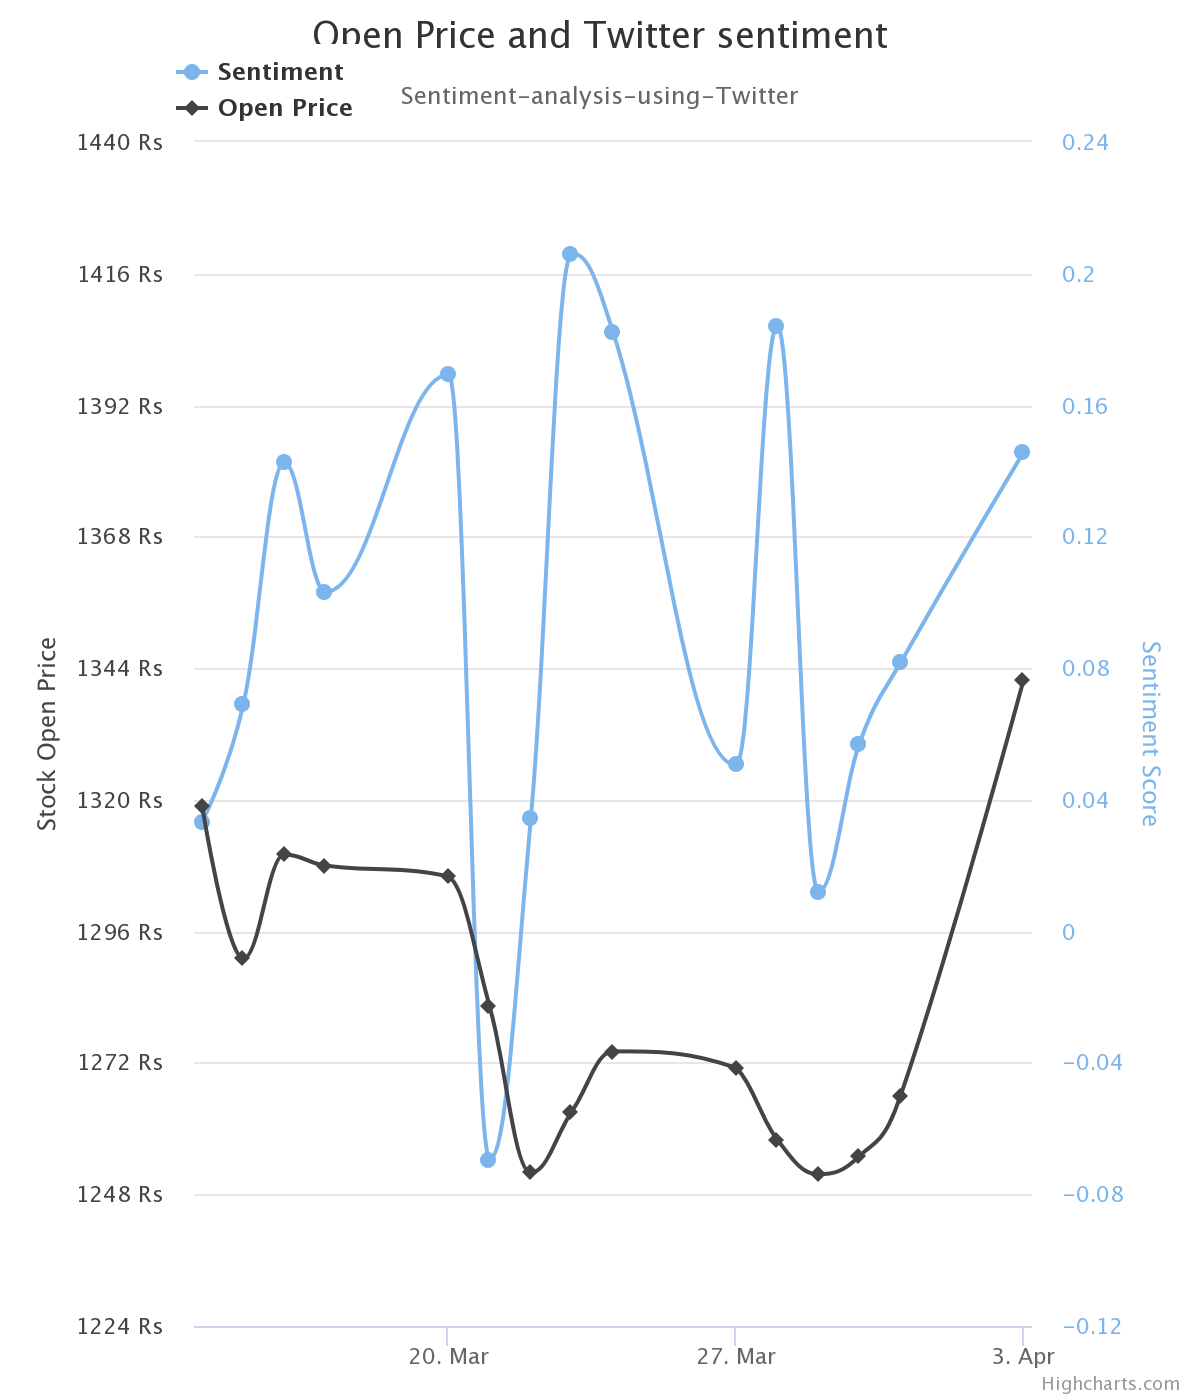 Open Price and Twitter sentiment
Sentiment
Open Price
Sentiment-analysis-using-Twitter
1440 Rs
1416 Rs
1392 Rs
1368 Rs
1344 Rs
1320 Rs
1296 Rs
1272 Rs
1248 Rs
1224 Rs
Stock Open Price
0.24
0.2
0.16
0.12
0.08
0.04
0
-0.04
-0.08
-0.12
Sentiment Score
20. Mar
27. Mar
3. Apr
Highcharts.com